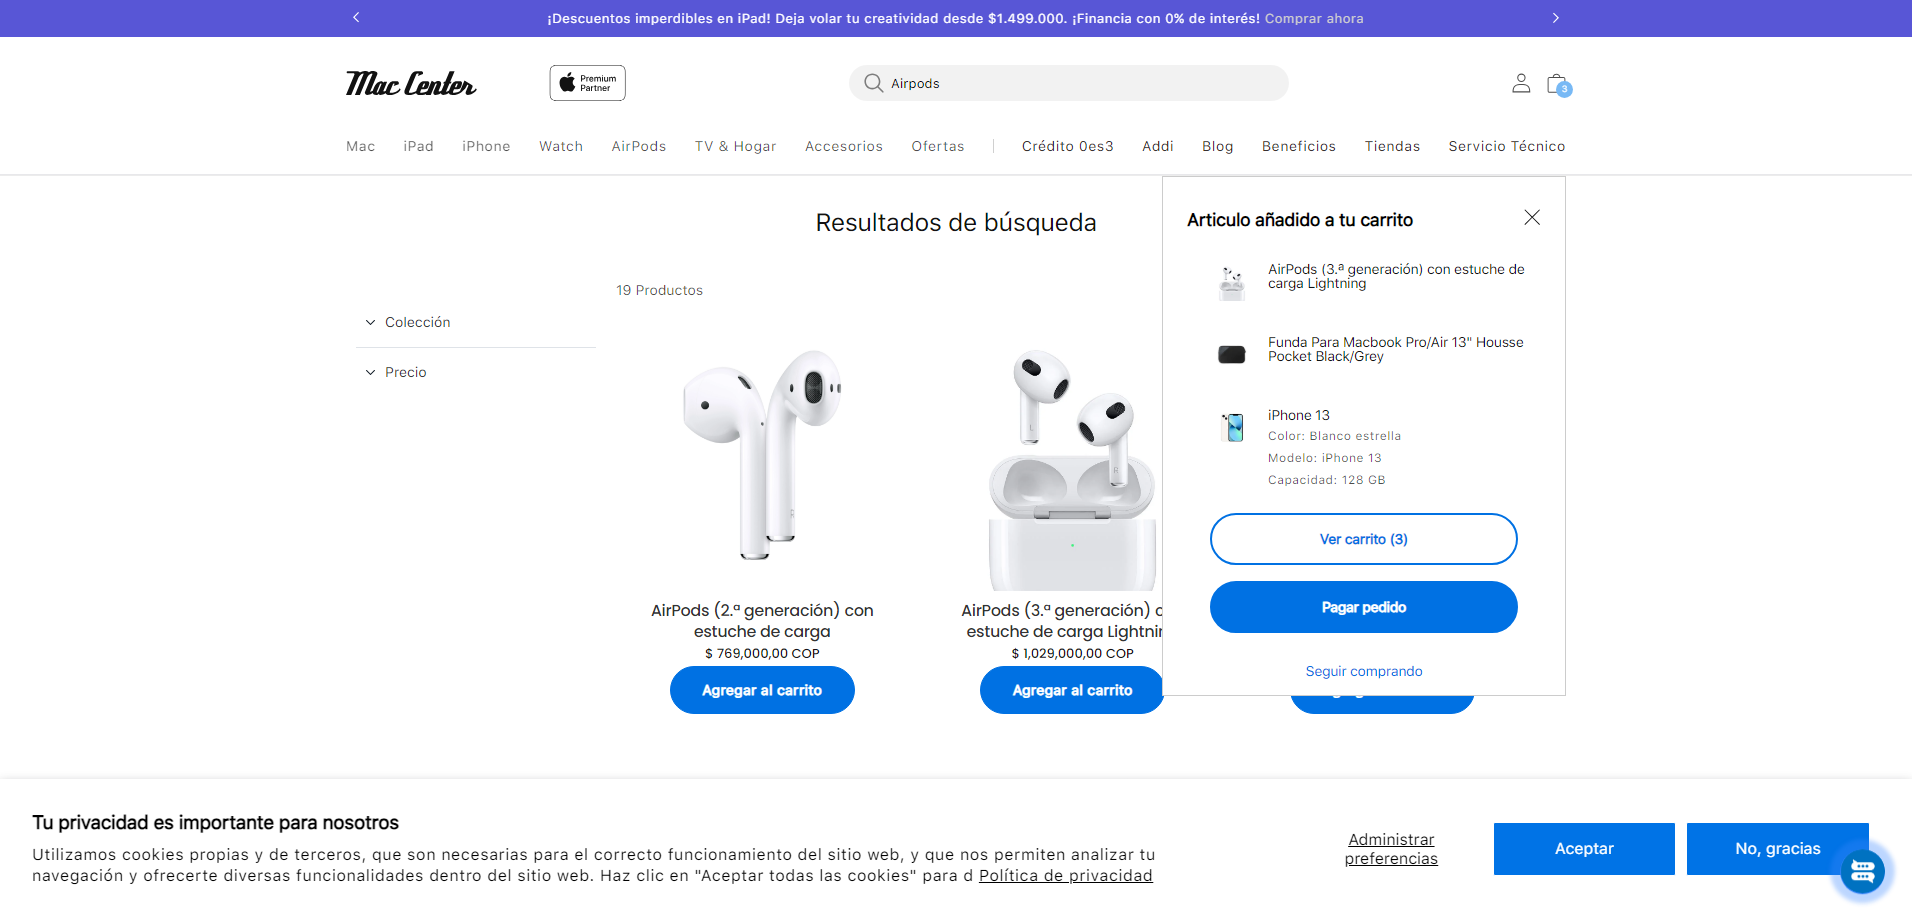 ¡Descuentos imperdibles en iPad! Deja volar tu creatividad desde $1.499.000. ¡Financia con 0% de interés! Comprar ahora
Mac Center
Premium
Partner
Airpods
3
Mac iPad iPhone Watch AirPods TV & Hogar Accesorios Ofertas Crédito 0es3 Addi Blog Beneficios Tiendas Servicio Técnico
Resultados de búsqueda
19 Productos
Colección
Precio
AirPods (2.ª generación) con
estuche de carga
$ 769,000,00 COP
Agregar al carrito
AirPods (3.ª generación)
estuche de carga
$ 1,029,000,00 COP
Agregar al carrito
Articulo añadido a tu carrito
AirPods (3.ª generación) con estuche de
carga Lightning
Funda Para Macbook Pro/Air 13" Housse
Pocket Black/Grey
iPhone 13
Color: Blanco estrella
Modelo: iPhone 13
Capacidad: 128 GB
Ver carrito (3)
Pagar pedido
Seguir comprando
Tu privacidad es importante para nosotros
Utilizamos cookies propias y de terceros, que son necesarias para el correcto funcionamiento del sitio web, y que nos permiten analizar tu
navegación y ofrecerte diversas funcionalidades dentro del sitio web. Haz clic en "Aceptar todas las cookies" para d Política de privacidad
Administrar
preferencias
Aceptar
No, gracias